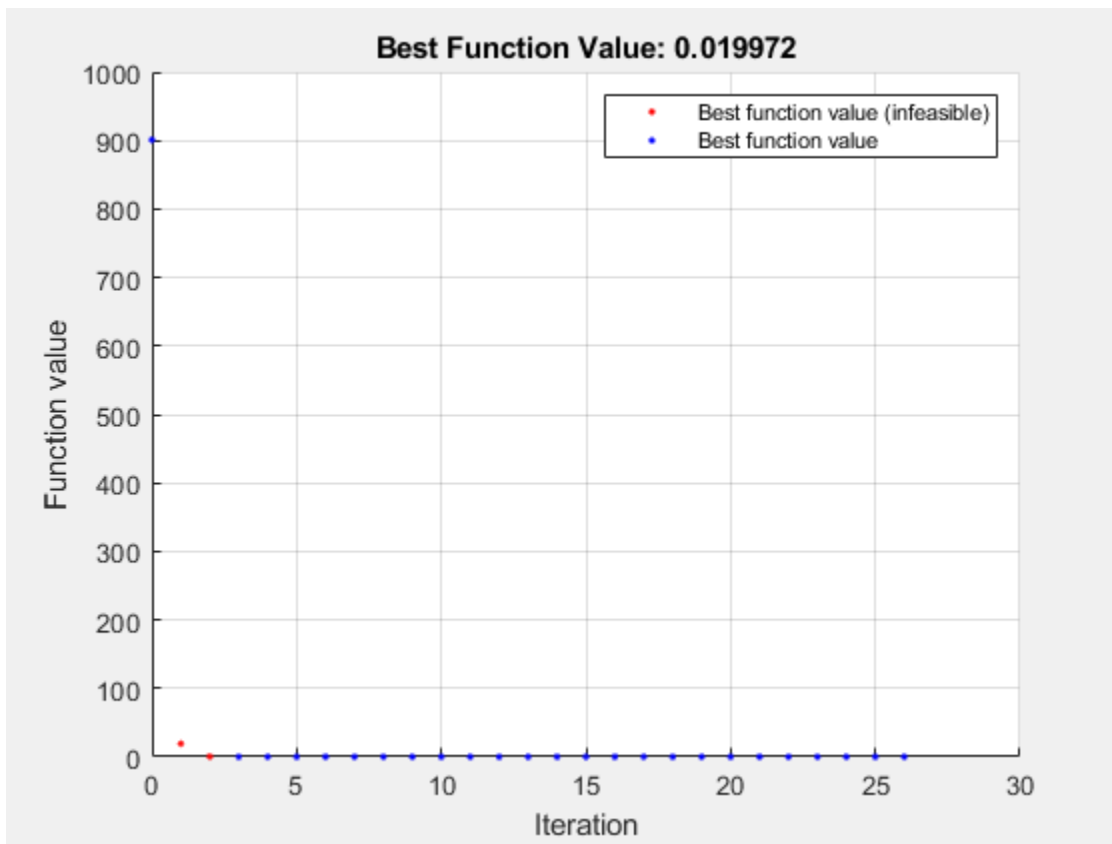 Best Function Value: 0.019972
1000
900
800
700
600
500
400
300
200
100
0
Function value
Best function value (infeasible)
Best function value
0 5 10 15 20 25 30
Iteration